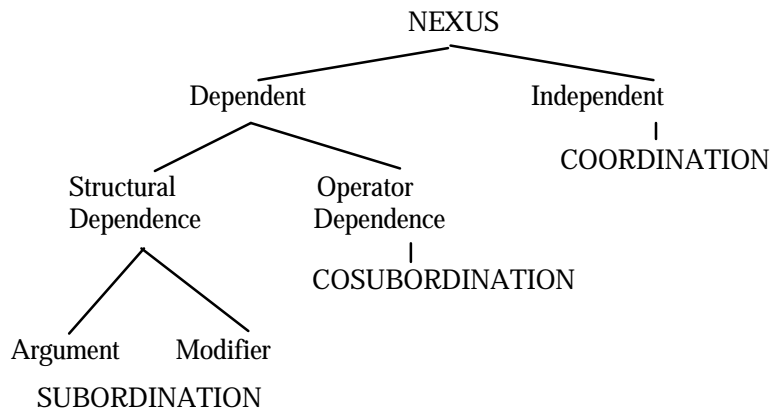 NEXUS
Dependent Independent
COORDINATION
Structural Operator
Dependence Dependence
COSUBORDINATION
Argument Modifier
SUBORDINATION